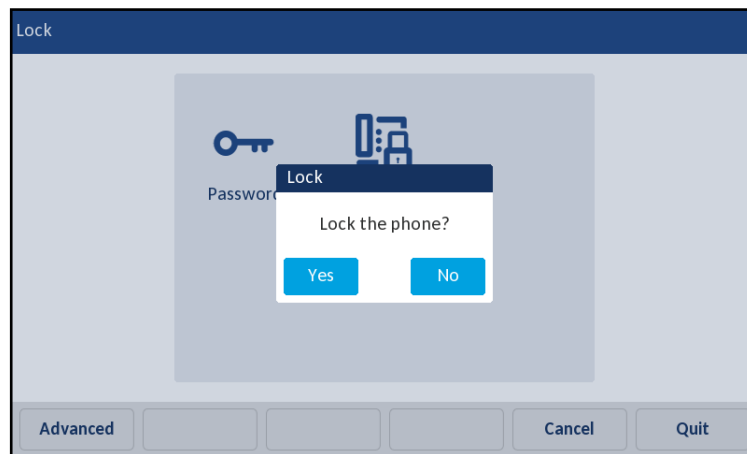 Lock
Password
Lock
Lock the phone?
Yes No
Advanced Cancel Quit